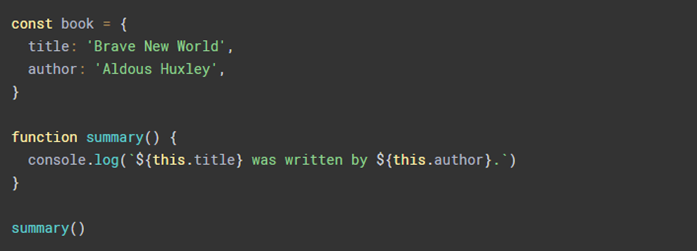 const book = {
  title: 'Brave New World',
  author: 'Aldous Huxley',
}

function summary() {
  console.log(`${this.title} was written by ${this.author}.`)
}

summary()